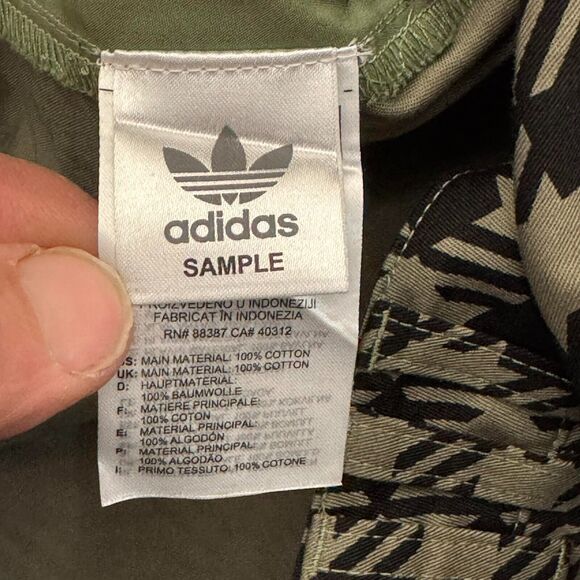 adidas
SAMPLE
PROIZVEDENO U INDONEZIJI
FABRICAT ÎN INDONEZIA
RN# 88387 CA# 40312
US: MAIN MATERIAL: 100% COTTON
UK: MAIN MATERIAL: 100% COTTON
D: HAUPTMATERIAL:
100% BAUMWOLLE
F: MATIERE PRINCIPALE:
100% COTON
E: MATERIAL PRINCIPAL:
100% ALGODÓN
P: MATERIAL PRINCIPAL:
100% ALGODÃO
I: PRIMO TESSUTO: 100% COTONE